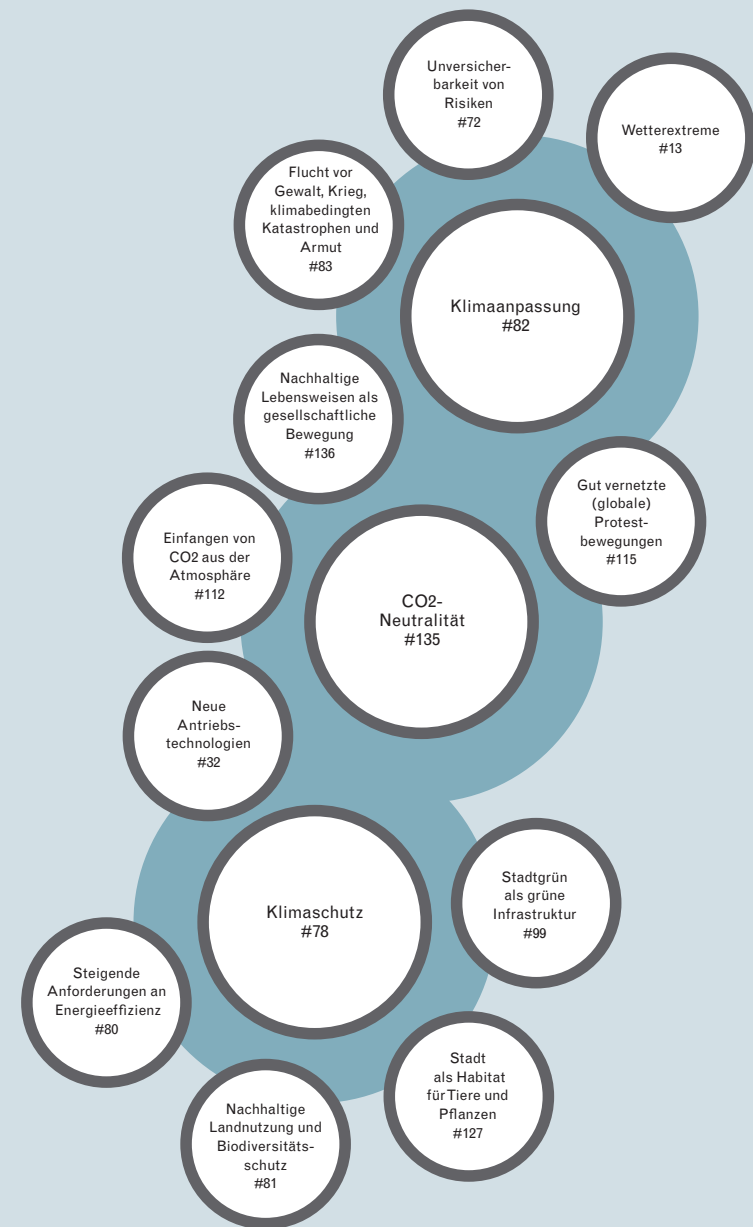 Unversicher-
barkeit von
Risiken
#72
Wetterextreme
#13
Flucht vor
Gewalt, Krieg,
klimabedingten
Katastrophen und
Armut
#83
Klimaanpassung
#82
Nachhaltige
Lebensweisen als
gesellschaftliche
Bewegung
#136
Gut vernetzte
(globale)
Protest-
bewegungen
#115
Einfangen von
CO2 aus der
Atmosphäre
#112
CO2-
Neutralität
#135
Neue
Antriebs-
technologien
#32
Klimaschutz
#78
Stadtgrün
als grüne
Infrastruktur
#99
Steigende
Anforderungen an
Energieeffizienz
#80
Stadt
als Habitat
für Tiere und
Pflanzen
#127
Nachhaltige
Landnutzung und
Biodiversitäts-
schutz
#81